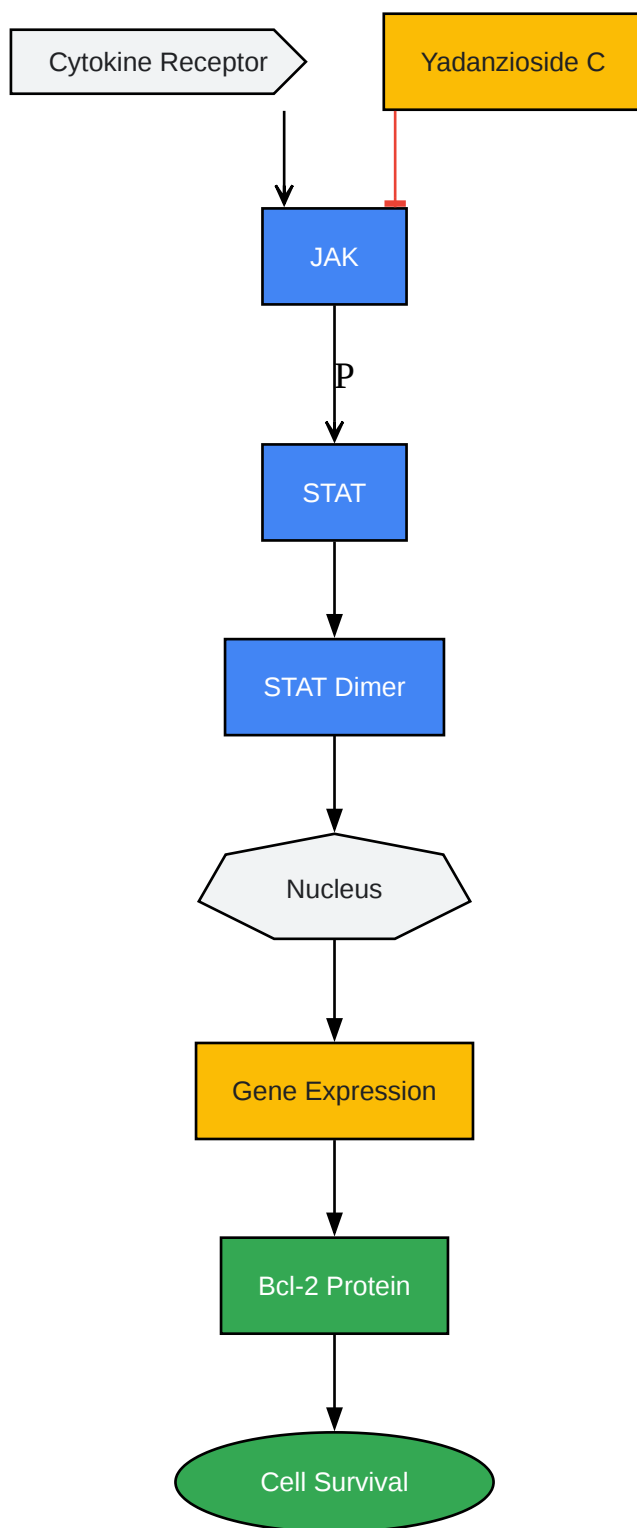 Cytokine Receptor
Yadanzioside C
JAK
P
STAT
STAT Dimer
Nucleus
Gene Expression
Bcl-2 Protein
Cell Survival